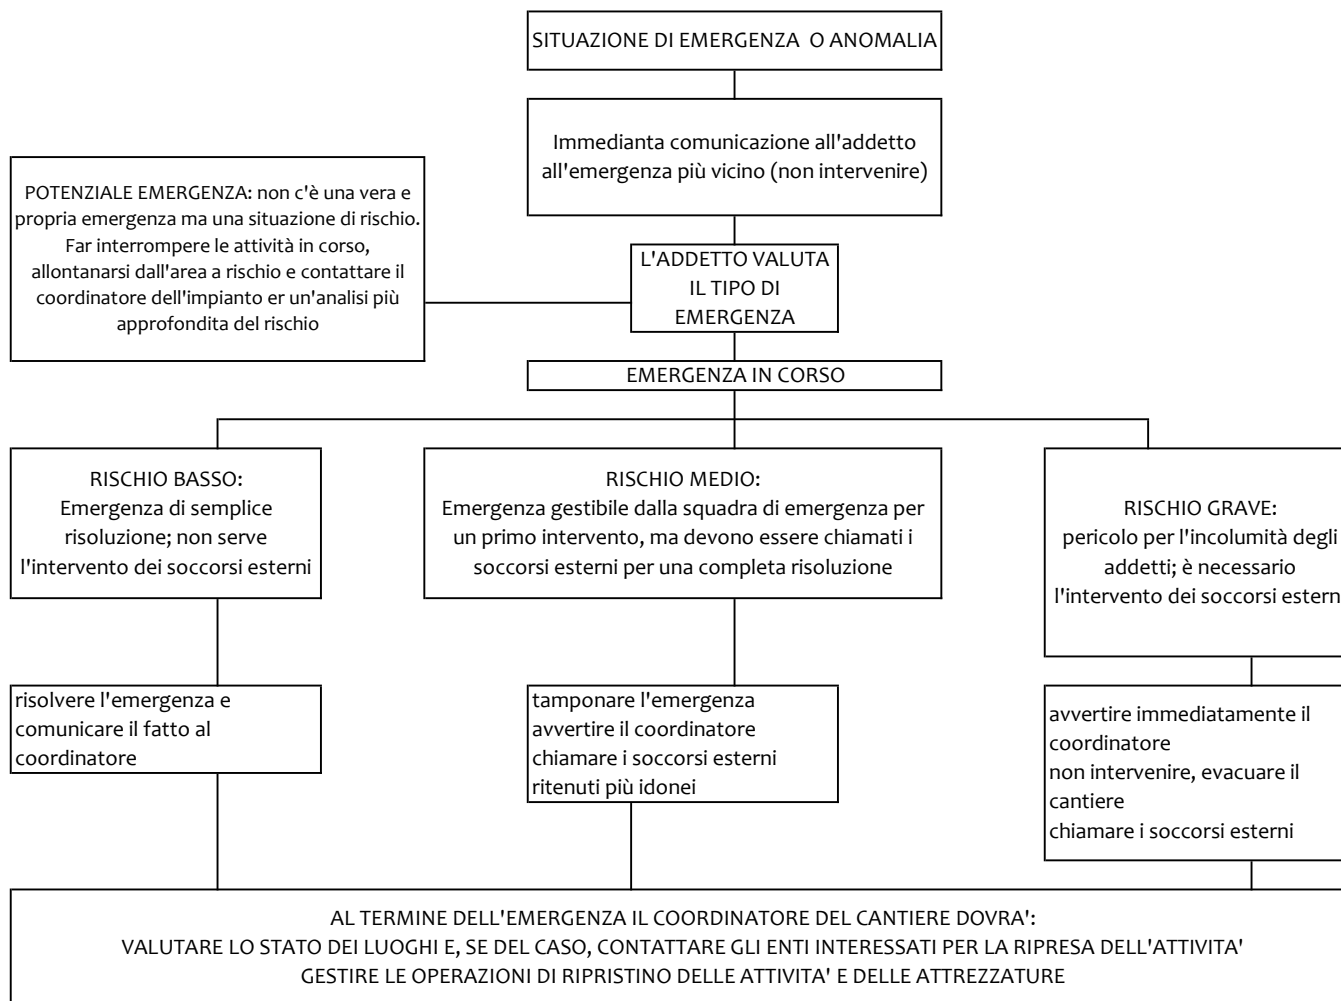 SITUAZIONE DI EMERGENZA O ANOMALIA
Immedianta comunicazione all'addetto
all'emergenza più vicino (non intervenire)
POTENZIALE EMERGENZA: non c'è una vera e
propria emergenza ma una situazione di rischio.
Far interrompere le attività in corso,
allontanarsi dall'area a rischio e contattare il
coordinatore dell'impianto er un'analisi più
approfondita del rischio
L'ADDETTO VALUTA
IL TIPO DI
EMERGENZA
EMERGENZA IN CORSO
RISCHIO BASSO:
Emergenza di semplice
risoluzione; non serve
l'intervento dei soccorsi esterni
RISCHIO MEDIO:
Emergenza gestibile dalla squadra di emergenza per
un primo intervento, ma devono essere chiamati i
soccorsi esterni per una completa risoluzione
RISCHIO GRAVE:
pericolo per l'incolumità degli
addetti; è necessario
l'intervento dei soccorsi estern
risolvere l'emergenza e
comunicare il fatto al
coordinatore
tamponare l'emergenza
avvertire il coordinatore
chiamare i soccorsi esterni
ritenuti più idonei
avvertire immediatamente il
coordinatore
non intervenire, evacuare il
cantiere
chiamare i soccorsi esterni
AL TERMINE DELL'EMERGENZA IL COORDINATORE DEL CANTIERE DOVRA':
VALUTARE LO STATO DEI LUOGHI E, SE DEL CASO, CONTATTARE GLI ENTI INTERESSATI PER LA RIPRESA DELL'ATTIVITA'
GESTIRE LE OPERAZIONI DI RIPRISTINO DELLE ATTIVITA' E DELLE ATTREZZATURE